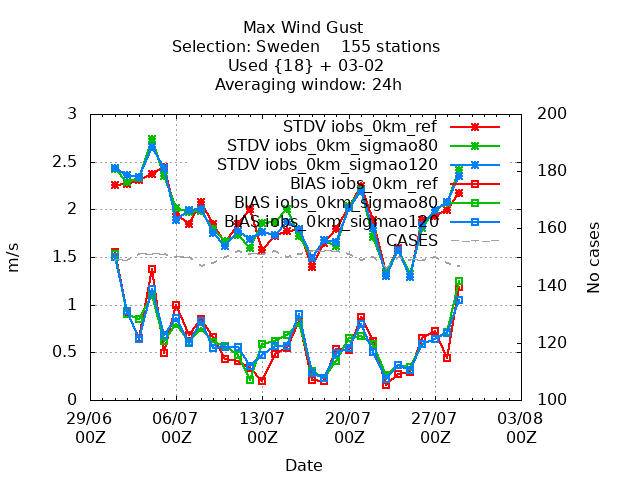 Max Wind Gust
Selection: Sweden    155 stations
Used {18} + 03-02
Averaging window: 24h
STDV iobs_0km_ref
STDV iobs_0km_sigmao80
STDV iobs_0km_sigmao120
BIAS iobs_0km_ref
BIAS iobs_0km_sigmao80
BIAS iobs_0km_sigmao120
CASES
m/s
3
2.5
2
1.5
1
0.5
0
No cases
200
180
160
140
120
100
29/06 06/07 13/07 20/07 27/07 03/08
00Z 00Z 00Z 00Z 00Z 00Z
Date